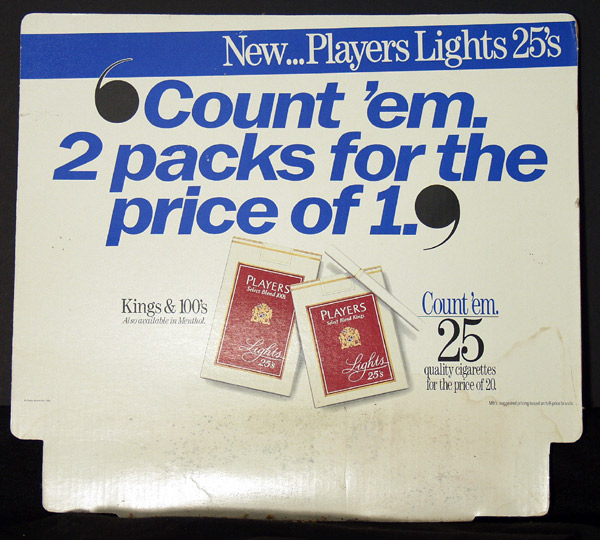 New...Players Lights 25's
‘Count 'em.
2 packs for the
price of 1.’
Kings & 100's
Also available in Menthol.
PLAYERS
Select Blend
Lights
25's
PLAYERS
Select Blend Kings
Lights
25's
Count 'em.
25
quality cigarettes
for the price of 20.